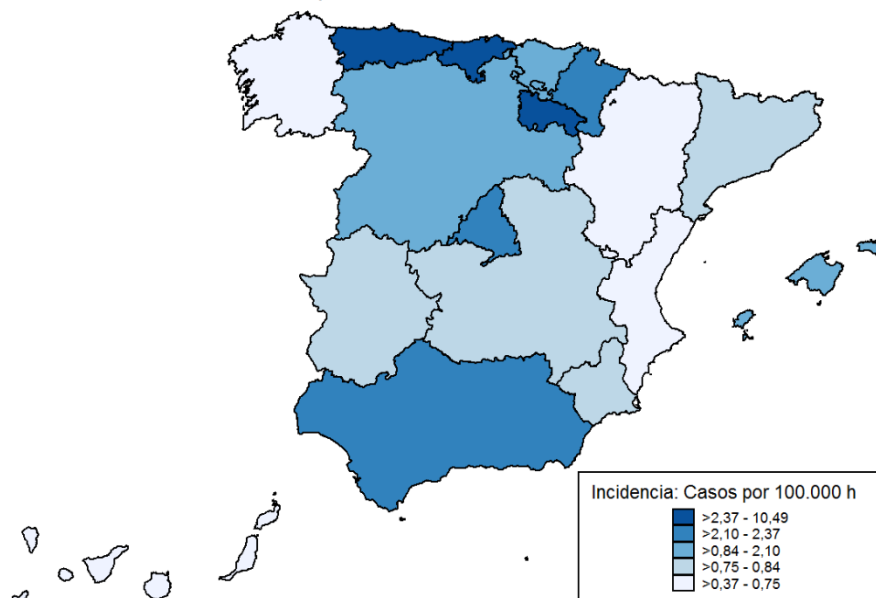 Incidencia: Casos por 100.000 h
>2,37 - 10,49
>2,10 - 2,37
>0,84 - 2,10
>0,75 - 0,84
>0,37 - 0,75